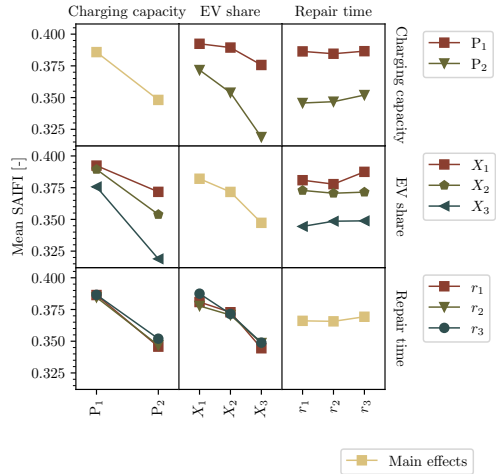 Charging capacity EV share Repair time
0.400
0.375
0.350
0.325
Charging capacity
P₁
P₂
0.400
0.375
0.350
0.325
Mean SAIFI [-]
EV share
X₁
X₂
X₃
0.400
0.375
0.350
0.325
Repair time
r₁
r₂
r₃
P₁ P₂ X₁ X₂ X₃ r₁ r₂ r₃
Main effects